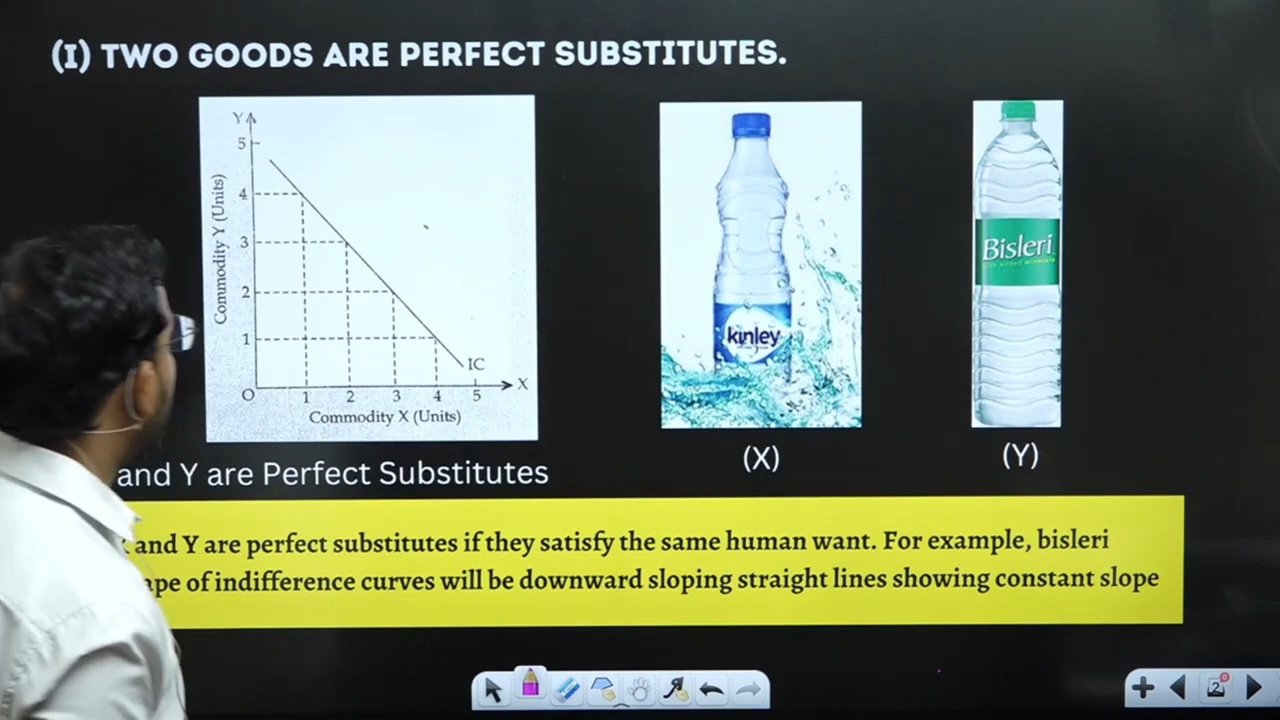 (I) TWO GOODS ARE PERFECT SUBSTITUTES.
Y
5
4
3
2
1
O
1 2 3 4 5
X
IC
Commodity Y (Units)
Commodity X (Units)
kinley
Bisleri
(X)
(Y)
and Y are Perfect Substitutes
and Y are perfect substitutes if they satisfy the same human want. For example, bisleri
of indifference curves will be downward sloping straight lines showing constant slope
2